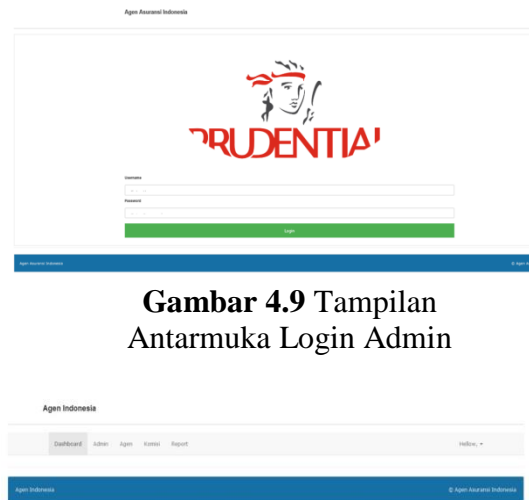 Agen Asuransi Indonesia
PRUDENTIAL
Username
Password
Login
Agen Asuransi Indonesia
© Agen A
Gambar 4.9 Tampilan
Antarmuka Login Admin
Agen Indonesia
Dashboard Admin Agen Komisi Report Hellow,
Agen Indonesia © Agen Asuransi Indonesia